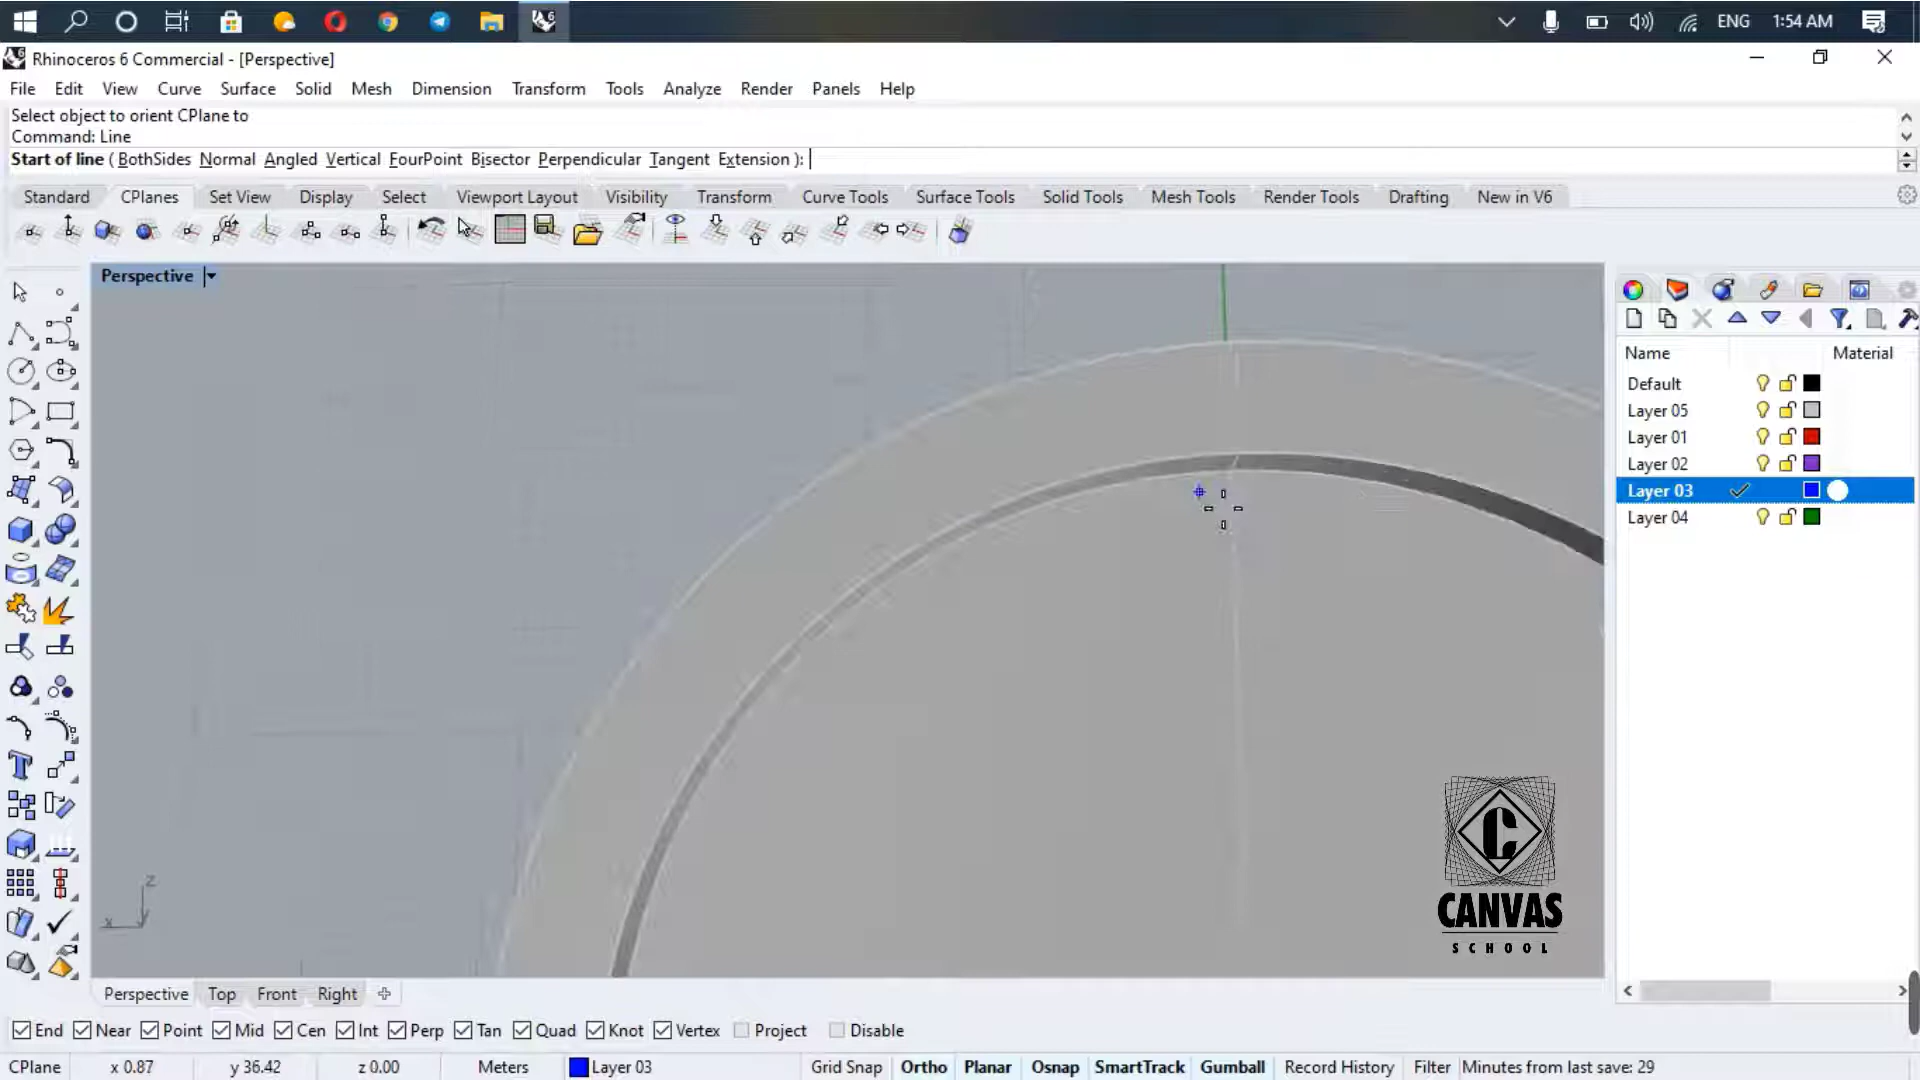 ENG 1:54 AM
Rhinoceros 6 Commercial - [Perspective]
File Edit View Curve Surface Solid Mesh Dimension Transform Tools Analyze Render Panels Help
Select object to orient CPlane to
Command: Line
Start of line ( BothSides Normal Angled Vertical FourPoint Bisector Perpendicular Tangent Extension ):
Standard CPlanes Set View Display Select Viewport Layout Visibility Transform Curve Tools Surface Tools Solid Tools Mesh Tools Render Tools Drafting New in V6
Perspective
Name Material
Default
Layer 05
Layer 01
Layer 02
Layer 03
Layer 04
z
x y
CANVAS
SCHOOL
Perspective Top Front Right
End Near Point Mid Cen Int Perp Tan Quad Knot Vertex Project Disable
CPlane x 0.87 y 36.42 z 0.00 Meters Layer 03 Grid Snap Ortho Planar Osnap SmartTrack Gumball Record History Filter Minutes from last save: 29